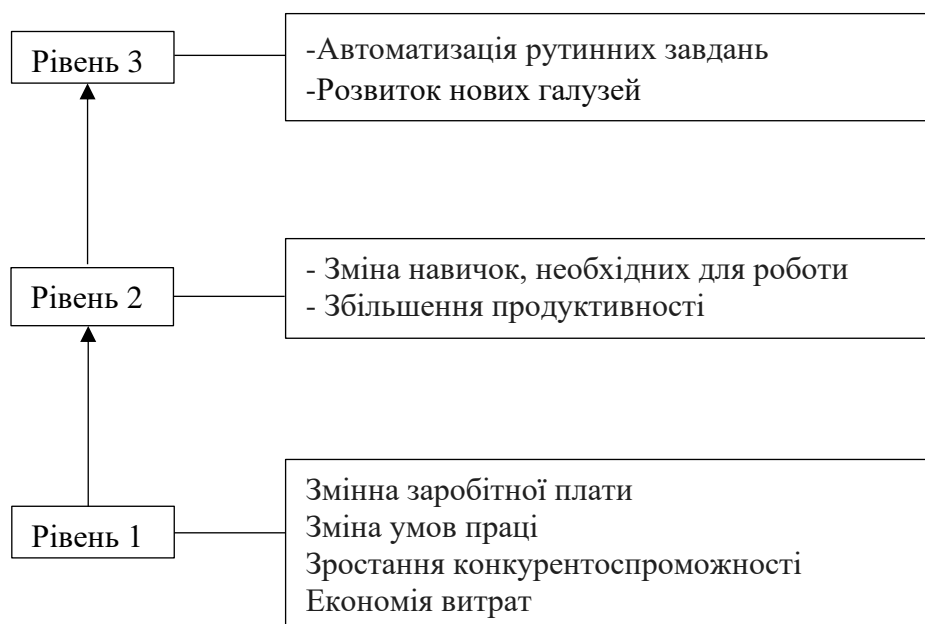 Рівень 3
-Автоматизація рутинних завдань
-Розвиток нових галузей
Рівень 2
- Зміна навичок, необхідних для роботи
- Збільшення продуктивності
Рівень 1
Змінна заробітної плати
Зміна умов праці
Зростання конкурентоспроможності
Економія витрат